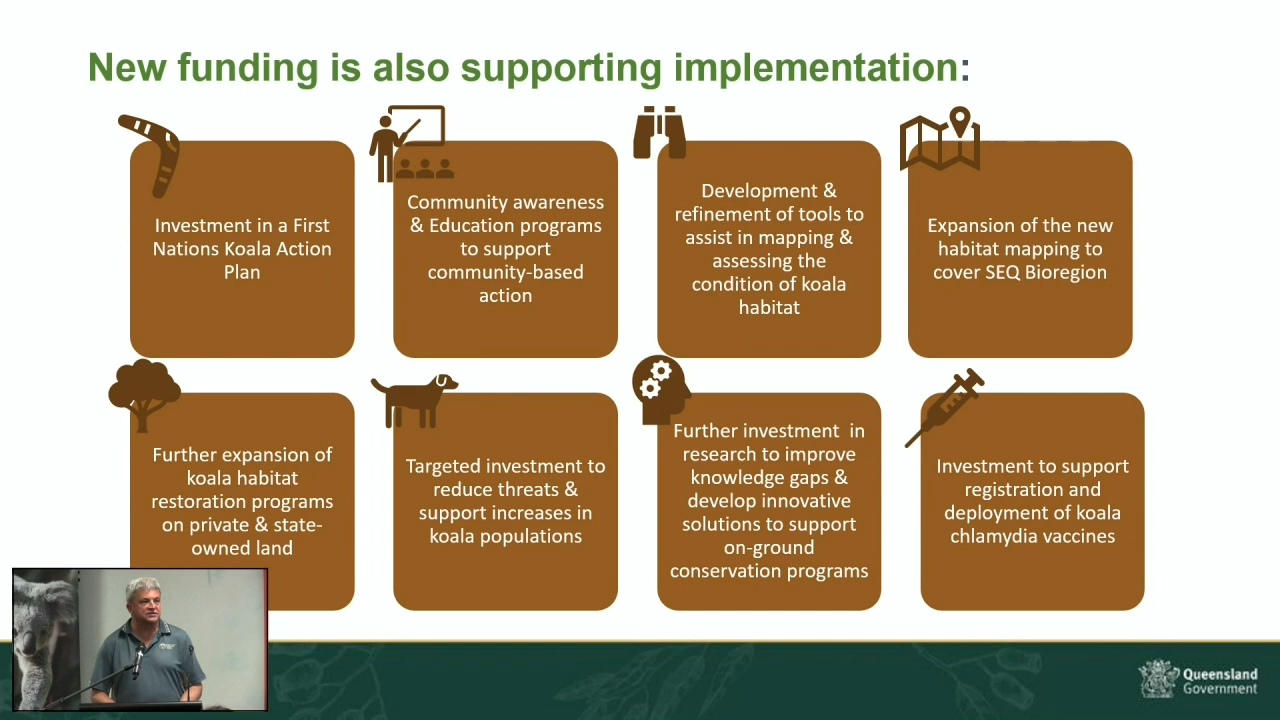 New funding is also supporting implementation:
Investment in a First
Nations Koala Action
Plan
Community awareness
& Education programs
to support
community-based
action
Development &
refinement of tools to
assist in mapping &
assessing the
condition of koala
habitat
Expansion of the new
habitat mapping to
cover SEQ Bioregion
Further expansion of
koala habitat
restoration programs
on private & state-
owned land
Targeted investment to
reduce threats &
support increases in
koala populations
Further investment  in
research to improve
knowledge gaps &
develop innovative
solutions to support
on-ground
conservation programs
Investment to support
registration and
deployment of koala
chlamydia vaccines
Queensland
Government